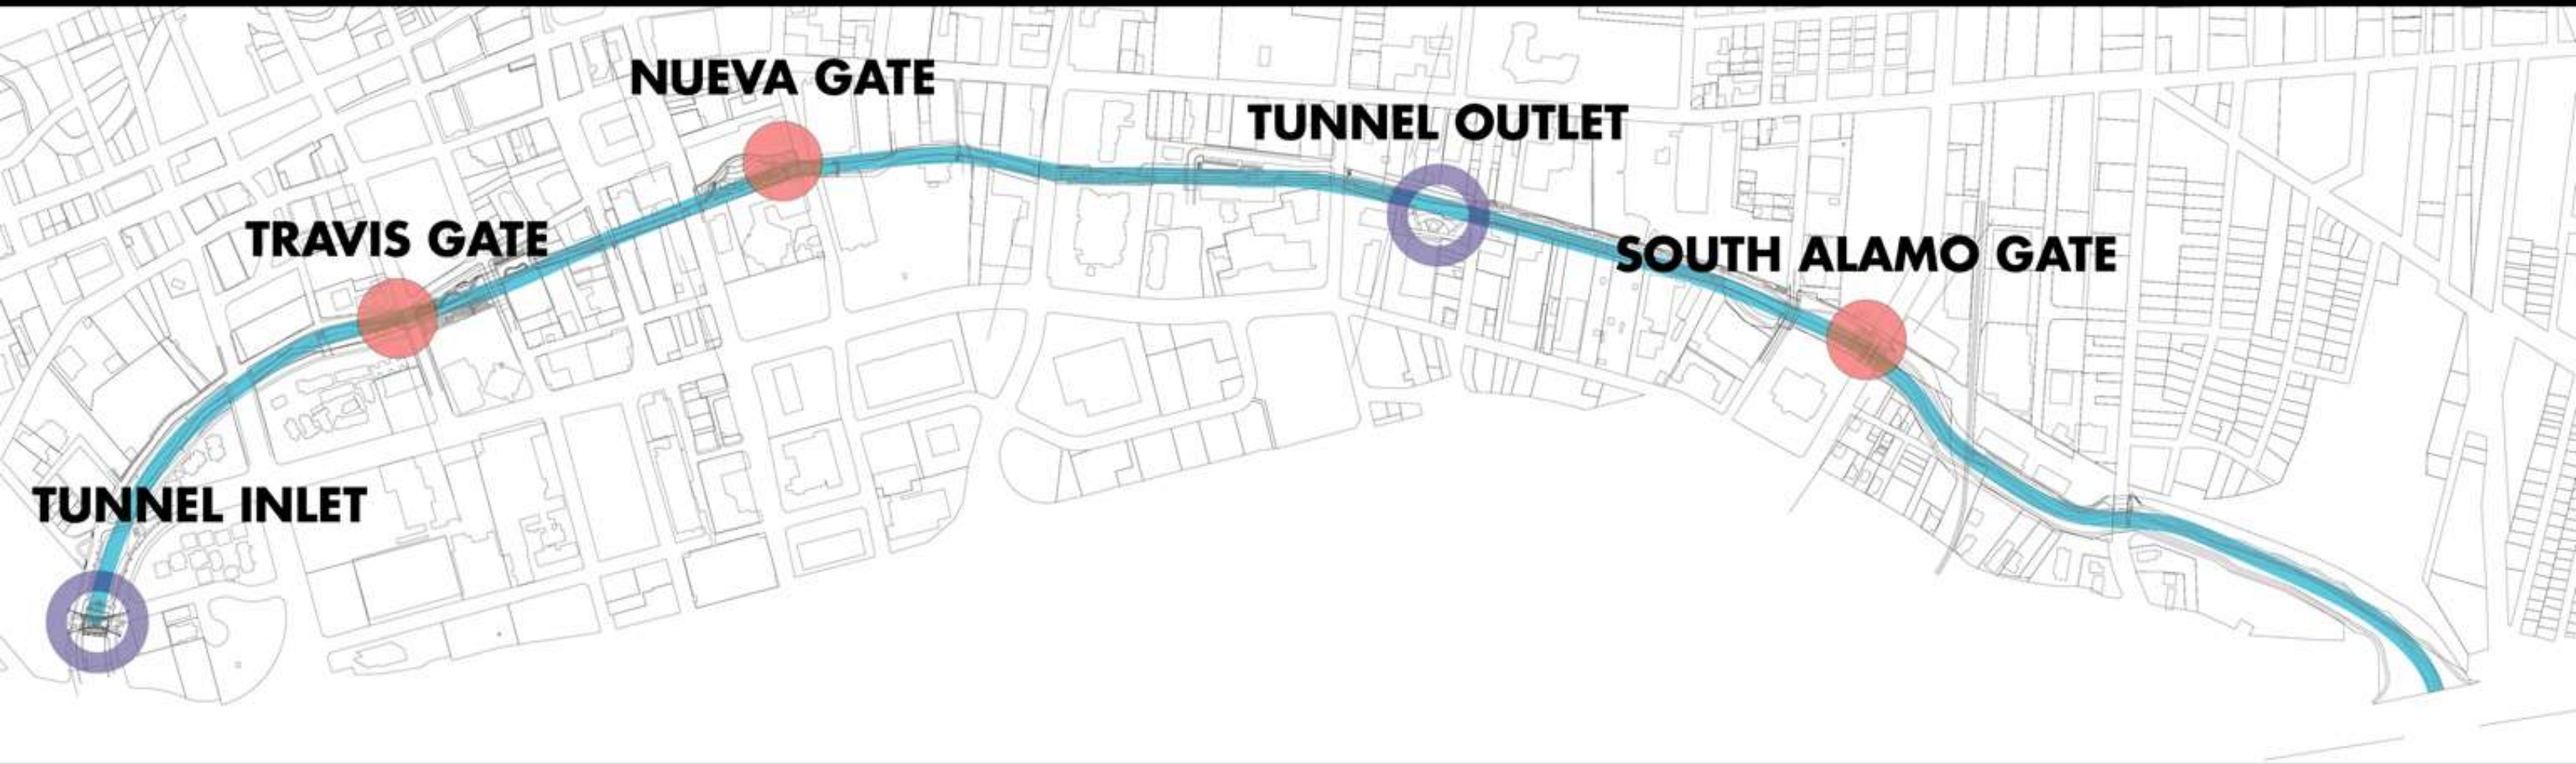 NUEVA GATE
TUNNEL OUTLET
TRAVIS GATE
SOUTH ALAMO GATE
TUNNEL INLET